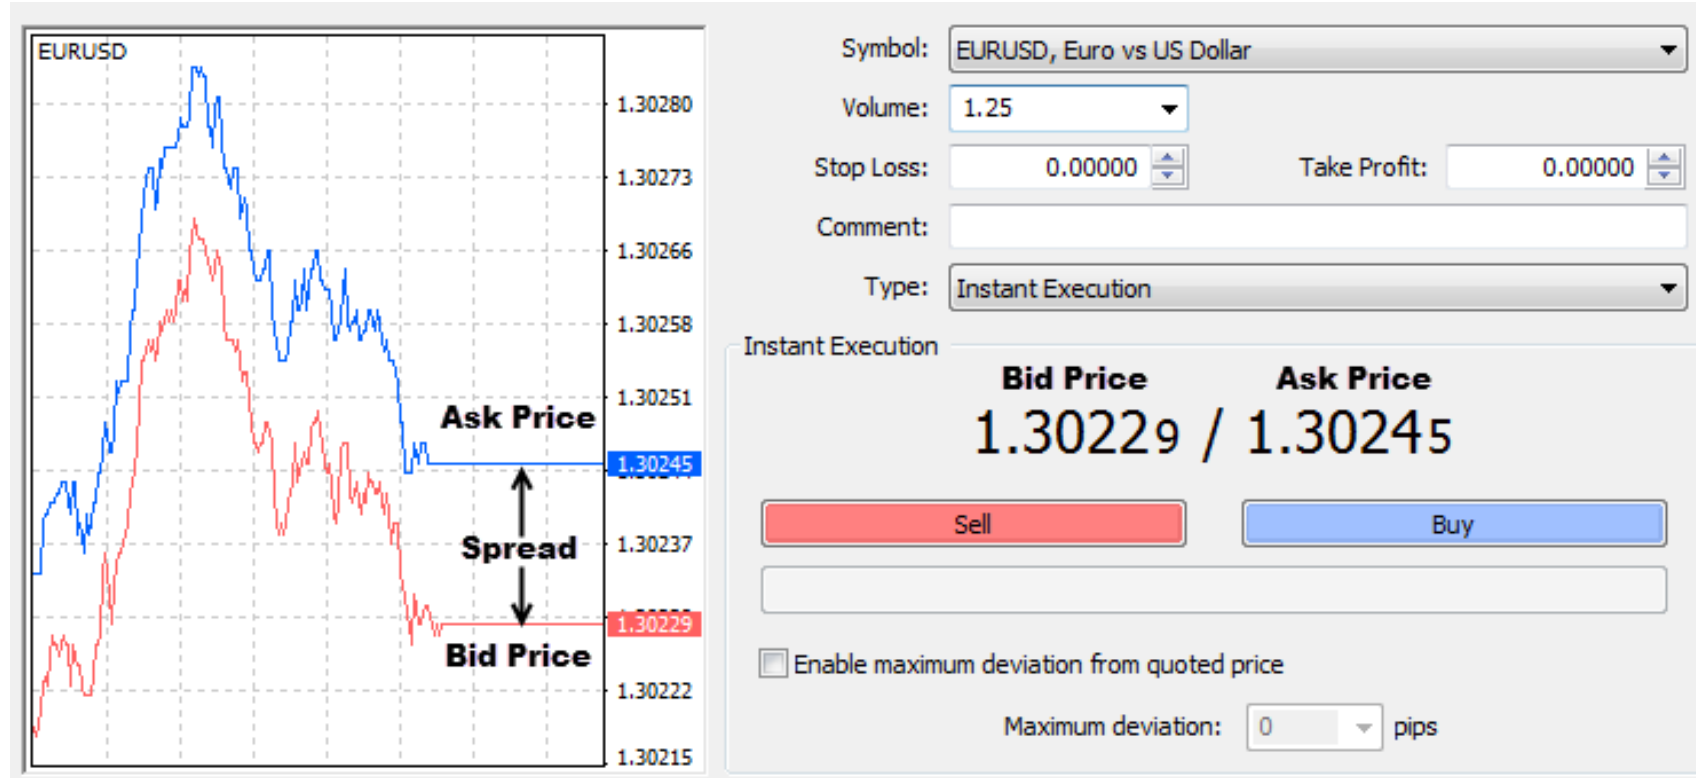 EURUSD
1.30280
1.30273
1.30266
1.30258
1.30251
Ask Price
1.30245
Spread
1.30237
1.30229
Bid Price
1.30222
1.30215
Symbol: EURUSD, Euro vs US Dollar
Volume: 1.25
Stop Loss: 0.00000 Take Profit: 0.00000
Comment:
Type: Instant Execution
Instant Execution
Bid Price Ask Price
1.30229 / 1.30245
Sell Buy
Enable maximum deviation from quoted price
Maximum deviation: 0 pips